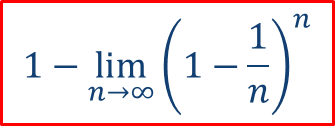 1 − lim_{n→∞} (1 − 1/n)^n